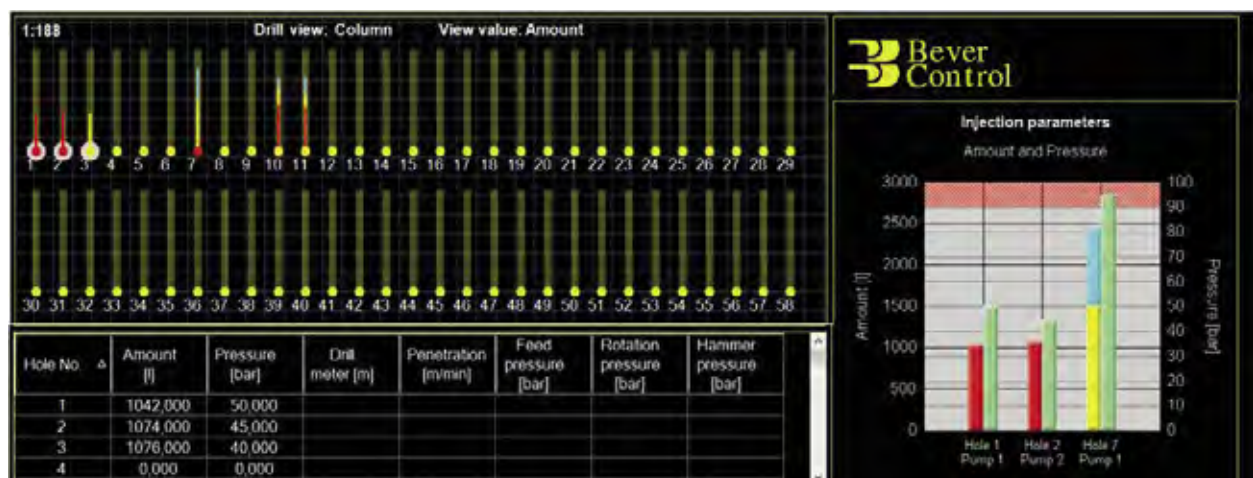 1:188 Drill view: Column View value: Amount
1 2 3 4 5 6 7 8 9 10 11 12 13 14 15 16 17 18 19 20 21 22 23 24 25 26 27 28 29
30 31 32 33 34 35 36 37 38 39 40 41 42 43 44 45 46 47 48 49 50 51 52 53 54 55 56 57 58
Hole No. Amount [l] Pressure [bar] Drill meter [m] Penetration [m/min] Feed pressure [bar] Rotation pressure [bar] Hammer pressure [bar]
1 1042,000 50,000
2 1074,000 45,000
3 1076,000 40,000
4 0,000 0,000
Bever
Control
Injection parameters
Amount and Pressure
Amount [l]
3000
2500
2000
1500
1000
500
0
100
90
80
70
60
50
40
30
20
10
0
Pressure [bar]
Hole 1 Hole 2 Hole 7
Pump 1 Pump 2 Pump 1